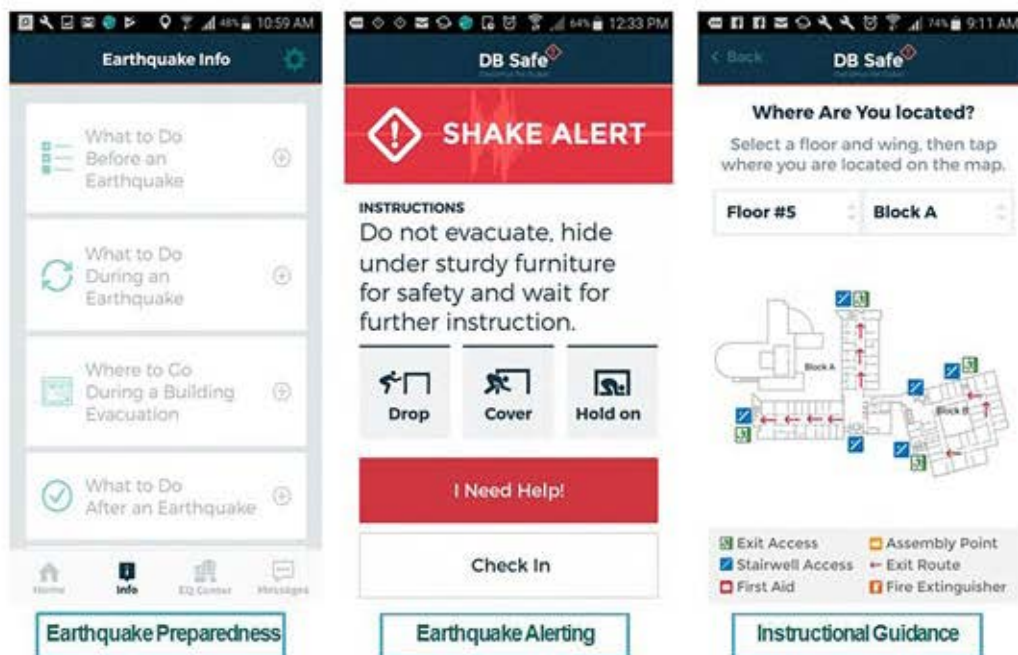 48% 10:59 AM
Earthquake Info
What to Do
Before an
Earthquake
What to Do
During an
Earthquake
Where to Go
During a Building
Evacuation
What to Do
After an Earthquake
Home
Info
EQ Center
Messages
Earthquake Preparedness
64% 12:33 PM
DB Safe
SHAKE ALERT
INSTRUCTIONS
Do not evacuate, hide
under sturdy furniture
for safety and wait for
further instruction.
Drop Cover Hold on
I Need Help!
Check In
Earthquake Alerting
74% 9:11 AM
< Back DB Safe
Where Are You located?
Select a floor and wing, then tap
where you are located on the map.
Floor #5 Block A
Block A
Block B
Exit Access Assembly Point
Stairwell Access Exit Route
First Aid Fire Extinguisher
Instructional Guidance